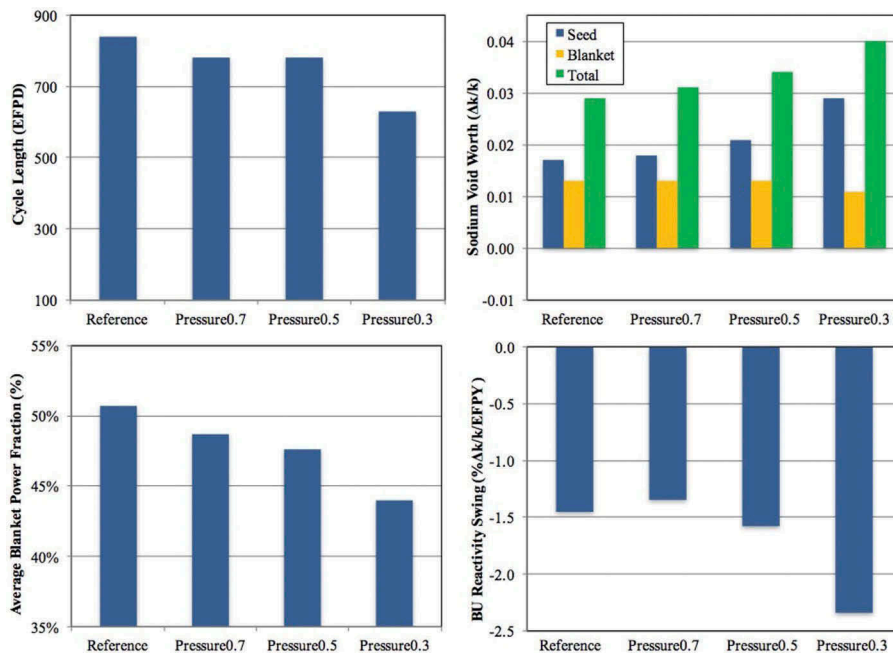 Cycle Length (EFPD)
900
700
500
300
100
Reference Pressure0.7 Pressure0.5 Pressure0.3
Sodium Void Worth (Δk/k)
Seed
Blanket
Total
0.04
0.03
0.02
0.01
0.00
-0.01
Reference Pressure0.7 Pressure0.5 Pressure0.3
Average Blanket Power Fraction (%)
55%
50%
45%
40%
35%
Reference Pressure0.7 Pressure0.5 Pressure0.3
BU Reactivity Swing (%Δk/k/EFPY)
0.0
-0.5
-1.0
-1.5
-2.0
-2.5
Reference Pressure0.7 Pressure0.5 Pressure0.3